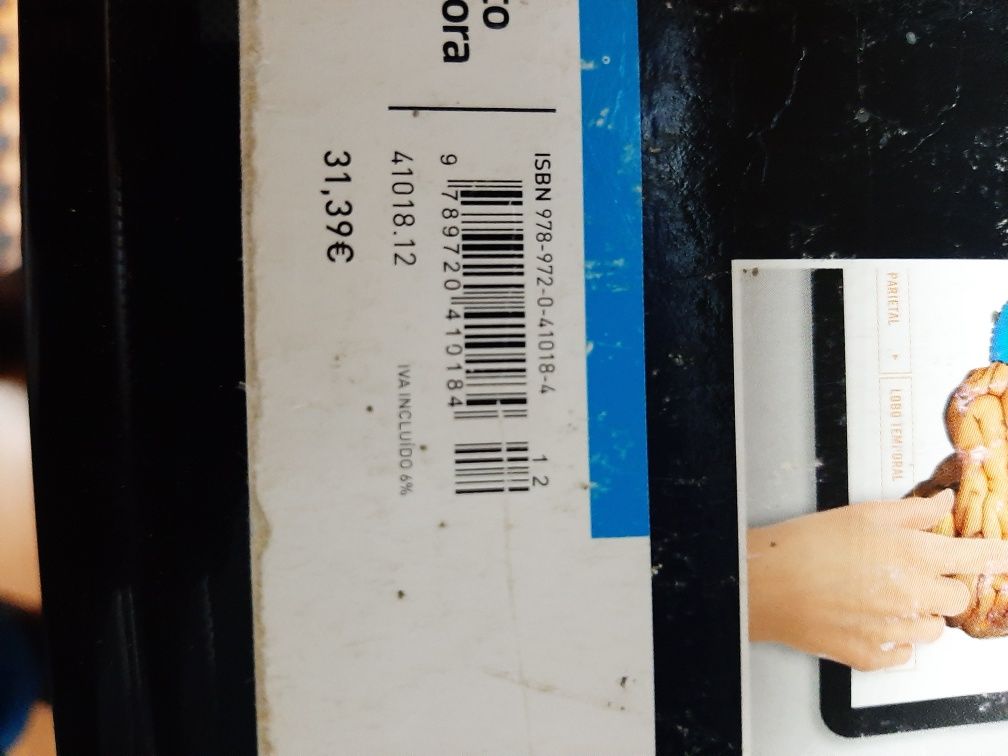 to
ora
ISBN 978-972-0-41018-4
1 2
9 789720 410184
41018.12 IVA INCLUÍDO 6%
31,39€
PARIETAL
LOBO TEMPORAL